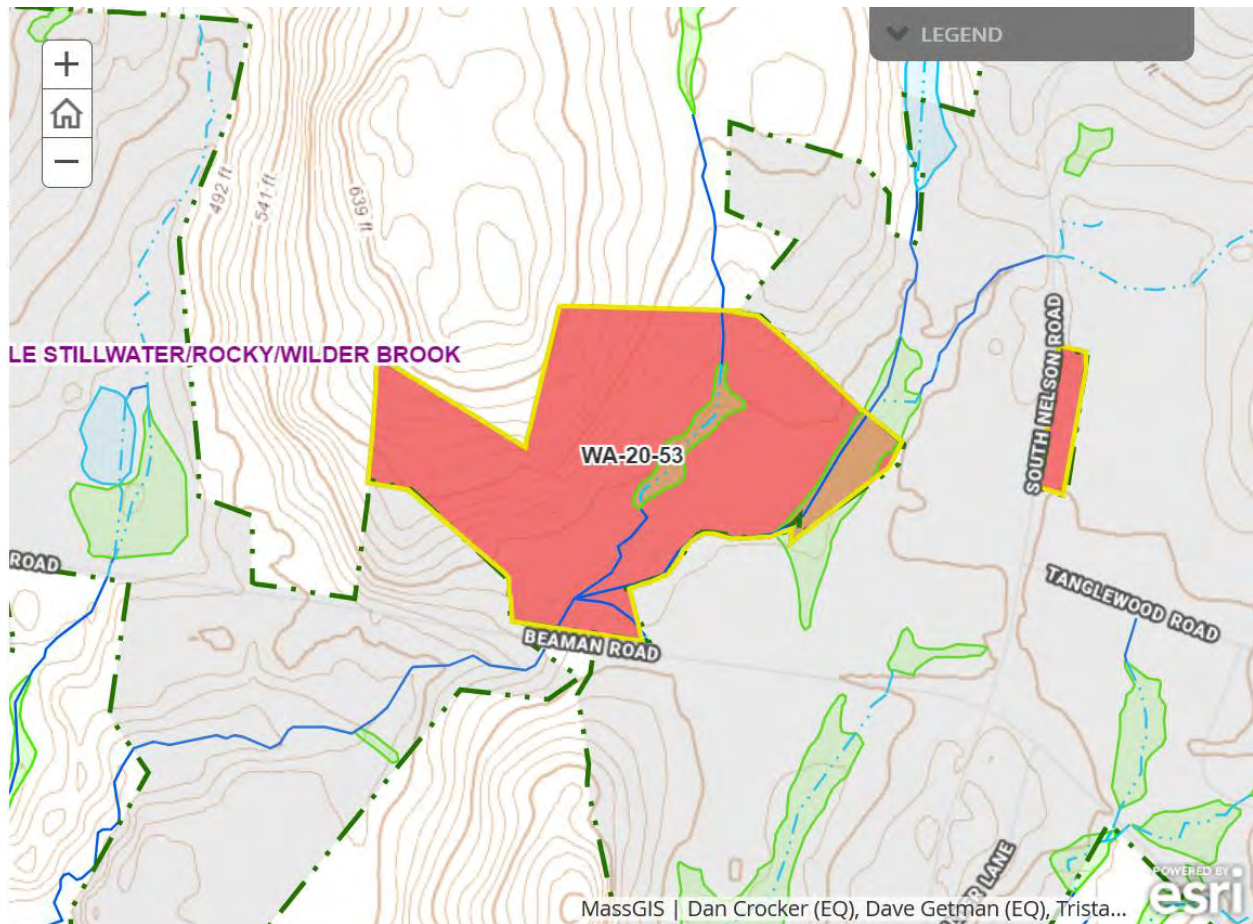 LEGEND
+
−
492 ft
541 ft
639 ft
ft
LE STILLWATER/ROCKY/WILDER BROOK
WA-20-53
SOUTH NELSON ROAD
ROAD
TANGLEWOOD ROAD
BEAMAN ROAD
LANE
POWERED BY
esri
MassGIS | Dan Crocker (EQ), Dave Getman (EQ), Trista...